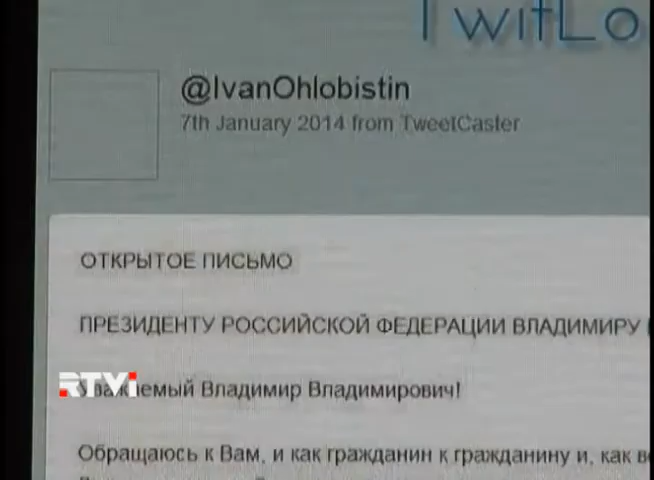 TwitLo
@IvanOhlobistin
7th January 2014 from TweetCaster
ОТКРЫТОЕ ПИСЬМО
ПРЕЗИДЕНТУ РОССИЙСКОЙ ФЕДЕРАЦИИ ВЛАДИМИРУ
RTVi
Уважаемый Владимир Владимирович!
Обращаюсь к Вам, и как гражданин к гражданину и, как